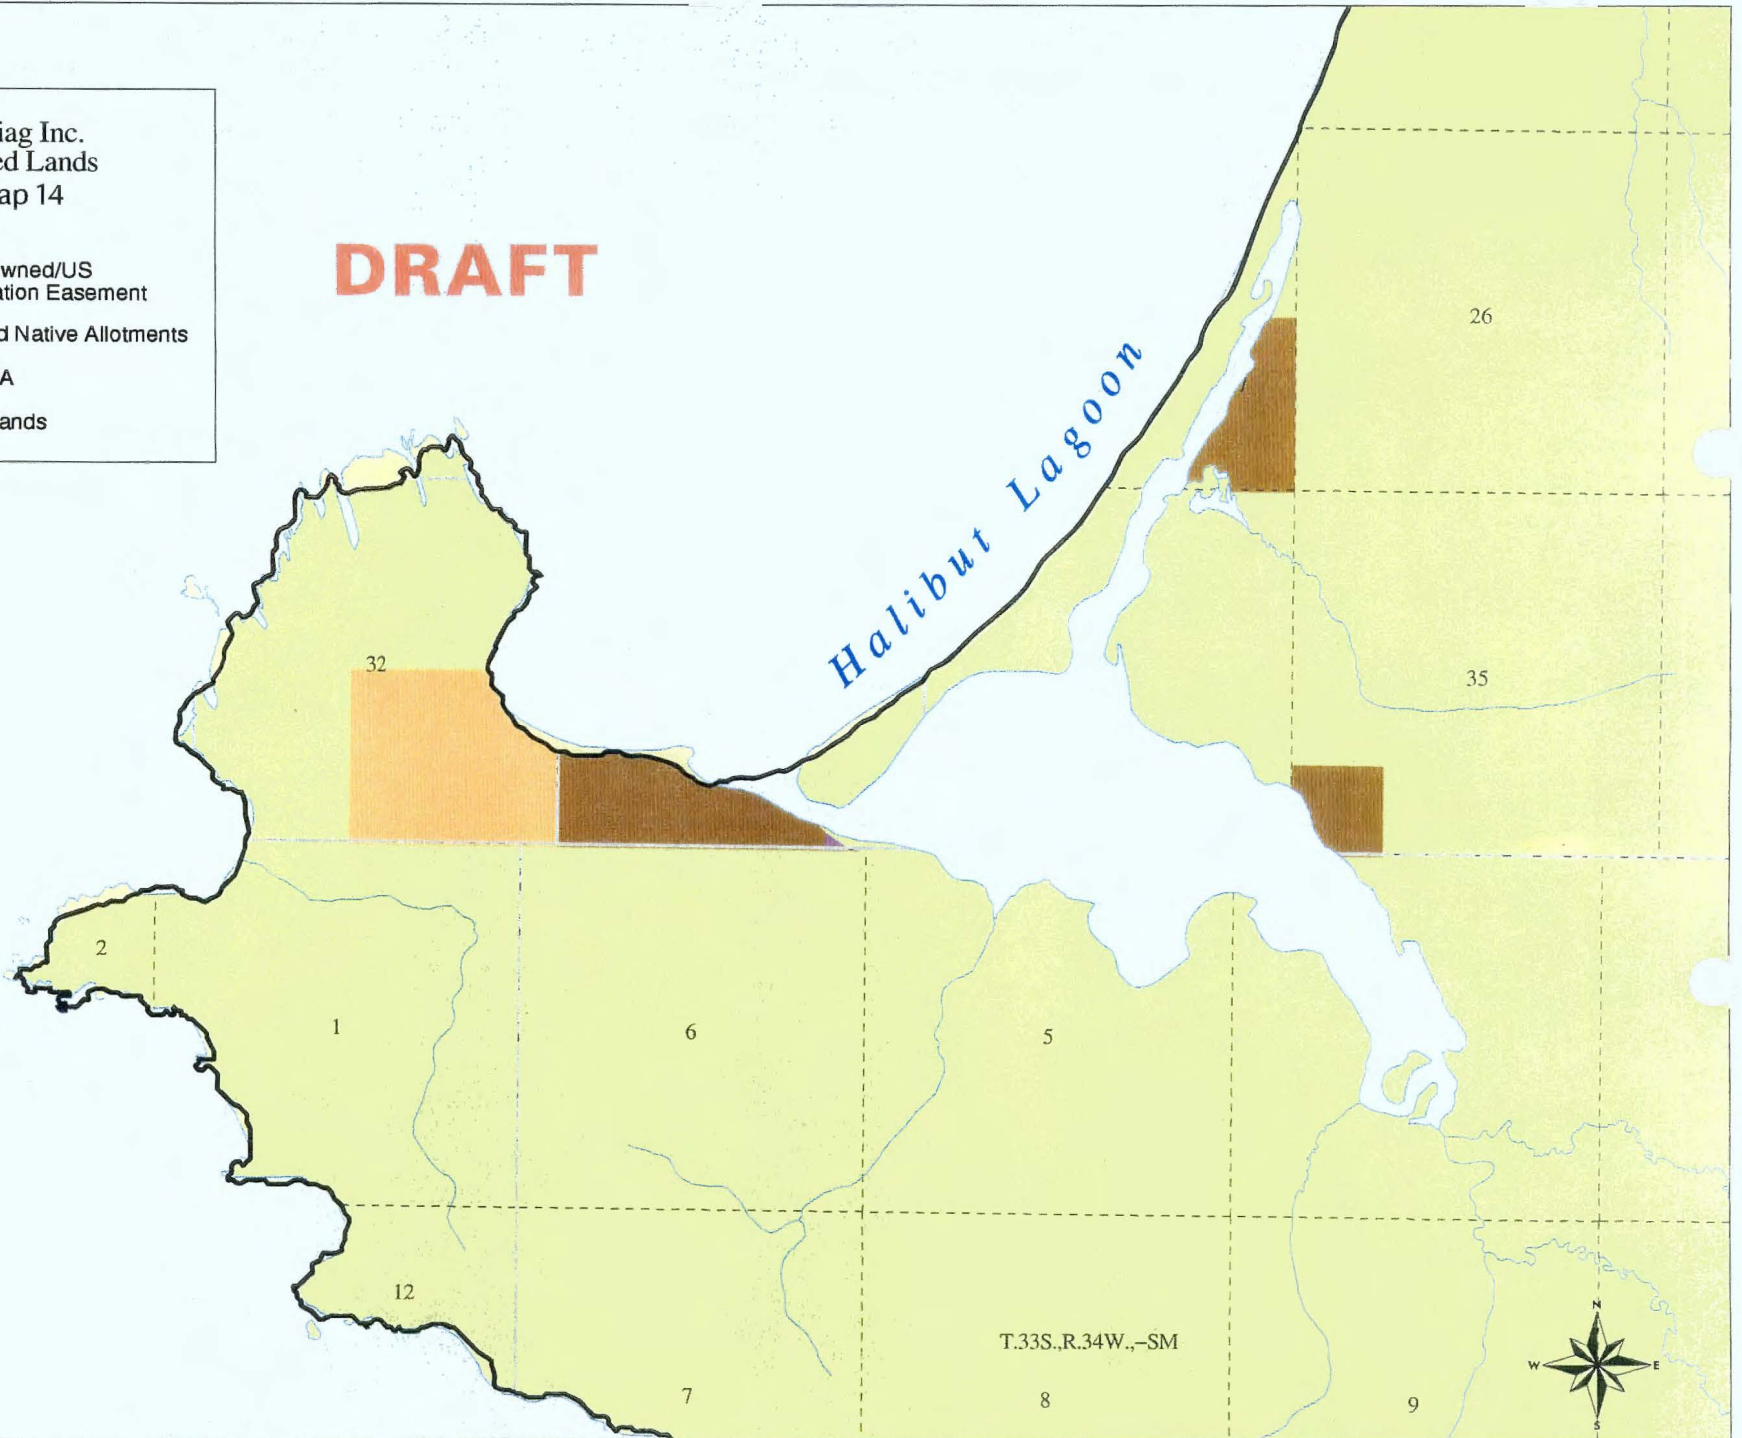 iag Inc.
ed Lands
ap 14
wned/US
ation Easement
d Native Allotments
A
ands
DRAFT
Halibut Lagoon
26
32
35
2
1
6
5
12
T.33S.,R.34W.,–SM
7
8
9
N
W
E
S